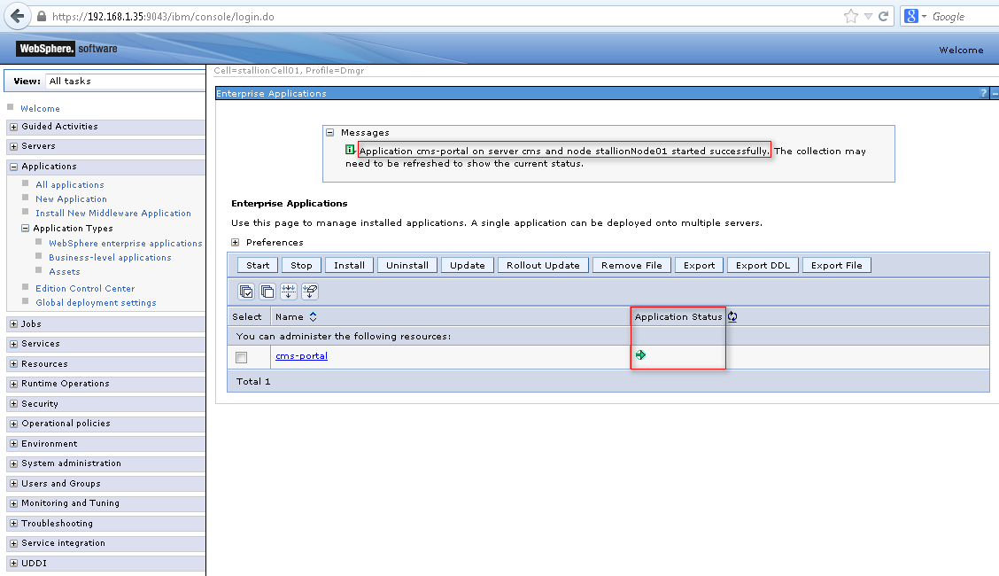 https://192.168.1.35:9043/ibm/console/login.do
Google
WebSphere. software
Welcome
View: All tasks
Welcome
Guided Activities
Servers
Applications
All applications
New Application
Install New Middleware Application
Application Types
WebSphere enterprise applications
Business-level applications
Assets
Edition Control Center
Global deployment settings
Jobs
Services
Resources
Runtime Operations
Security
Operational policies
Environment
System administration
Users and Groups
Monitoring and Tuning
Troubleshooting
Service integration
UDDI
Cell=stallionCell01, Profile=Dmgr
Enterprise Applications
?
Messages
Application cms-portal on server cms and node stallionNode01 started successfully. The collection may
need to be refreshed to show the current status.
Enterprise Applications
Use this page to manage installed applications. A single application can be deployed onto multiple servers.
Preferences
Start Stop Install Uninstall Update Rollout Update Remove File Export Export DDL Export File
Select Name Application Status
You can administer the following resources:
cms-portal
Total 1